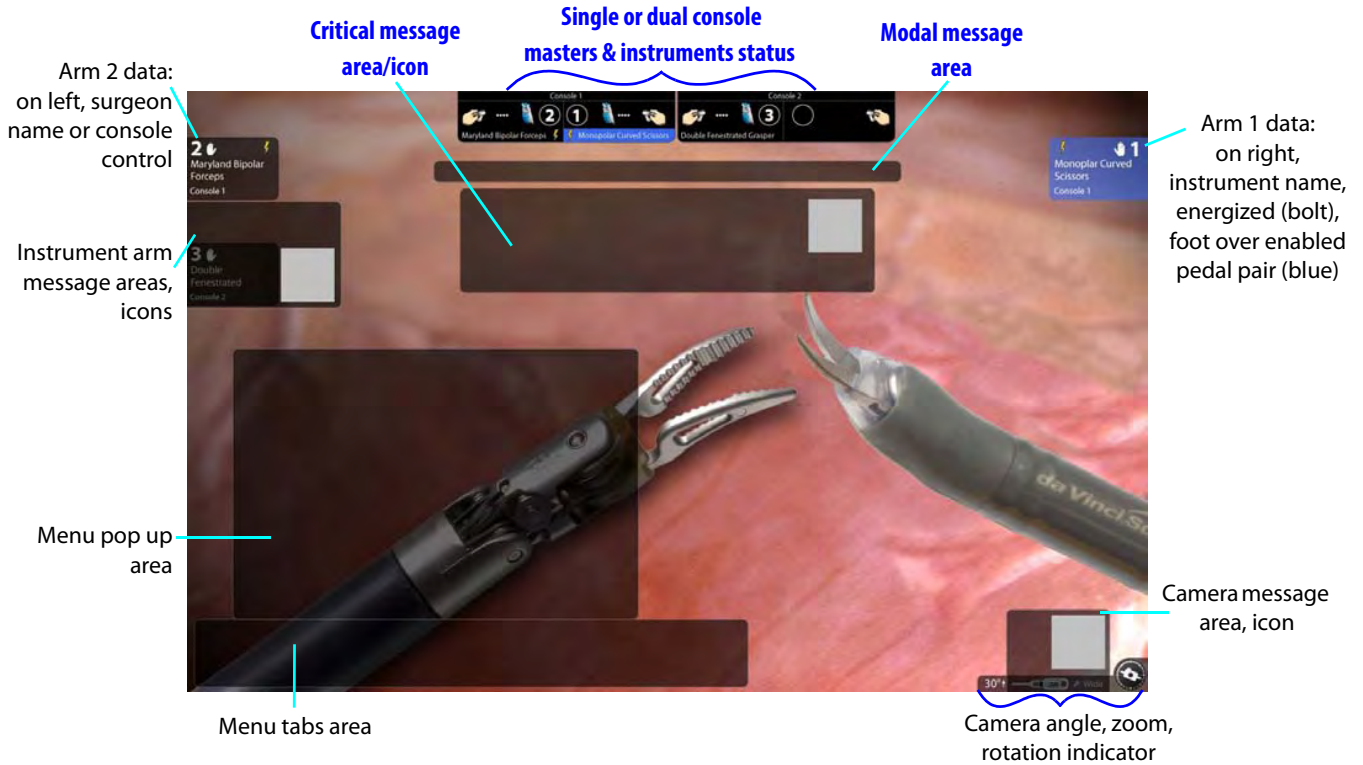 Single or dual console
masters & instruments status
Critical message
area/icon
Modal message
area
Arm 2 data:
on left, surgeon
name or console
control
Console 1
Console 2
2
1
3
Maryland Bipolar Forceps
Monopolar Curved Scissors
Double Fenestrated Grasper
2
Maryland Bipolar
Forceps
Console 1
1
Monoplar Curved
Scissors
Console 1
Arm 1 data:
on right,
instrument name,
energized (bolt),
foot over enabled
pedal pair (blue)
Instrument arm
message areas,
icons
3
Double
Fenestrated
Console 2
da Vinci
Menu pop up
area
Camera message
area, icon
30°
Wide
Menu tabs area
Camera angle, zoom,
rotation indicator